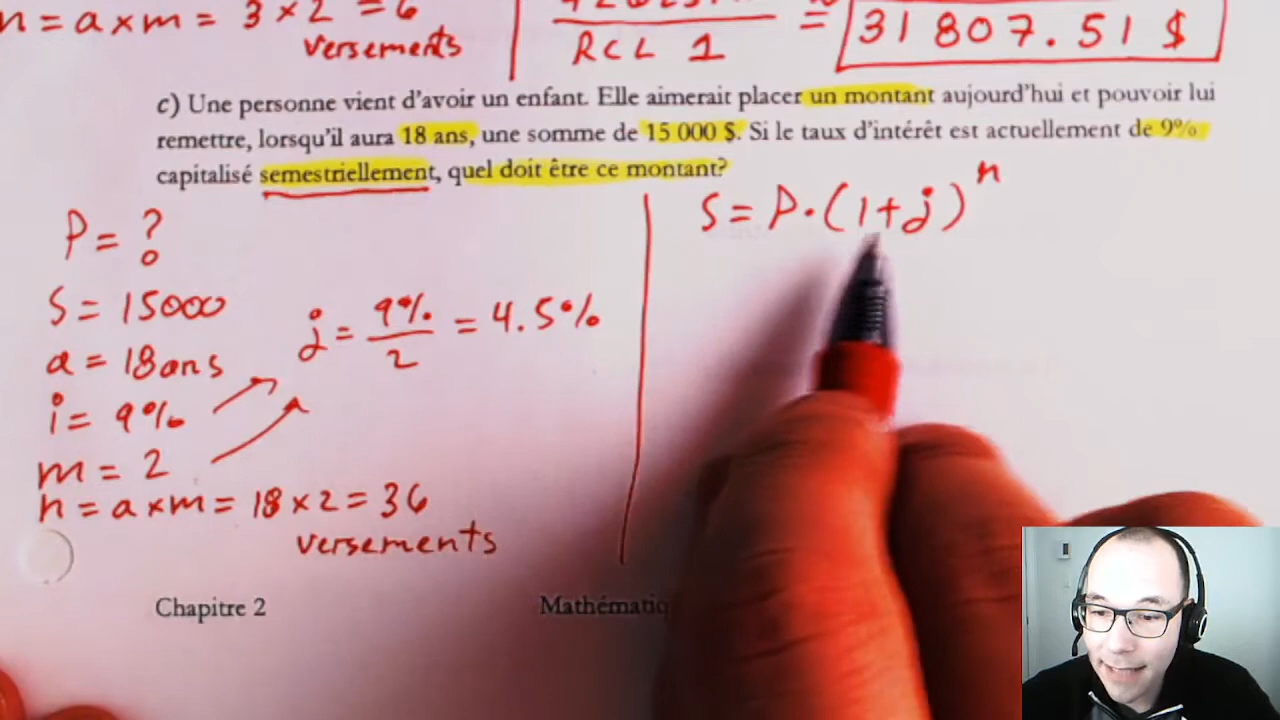 n = a x m = 3 x 2 = 6
versements
RCL 1
= 31 807.51 $
c) Une personne vient d'avoir un enfant. Elle aimerait placer un montant aujourd'hui et pouvoir lui
remettre, lorsqu'il aura 18 ans, une somme de 15 000 $. Si le taux d'intérêt est actuellement de 9%
capitalisé semestriellement, quel doit être ce montant?
P = ?
S = 15000
a = 18 ans
i = 9%
m = 2
n = a x m = 18 x 2 = 36
versements
j = 9% / 2 = 4.5%
S = P · (1 + j)^n
Chapitre 2